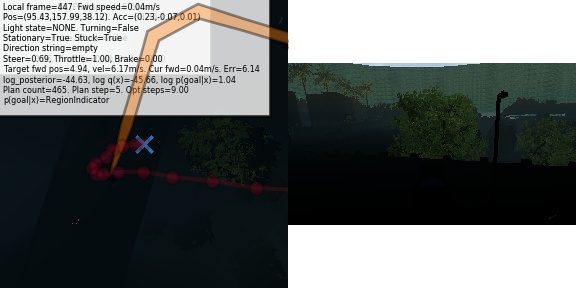 Local frame=447. Fwd speed=0.04m/s
Pos=(95.43,157.99,38.12). Acc=(0.23,-0.07,0.01)
Light state=NONE. Turning=False
Stationary=True. Stuck=True
Direction string=empty
Steer=0.69, Throttle=1.00, Brake=0.00
Target fwd pos=4.94, vel=6.17m/s. Cur fwd=0.04m/s. Err=6.14
log_posterior=-44.63, log q(x)=-45.66, log p(goal|x)=1.04
Plan count=465. Plan step=5. Opt steps=9.00
p(goal|x)=RegionIndicator